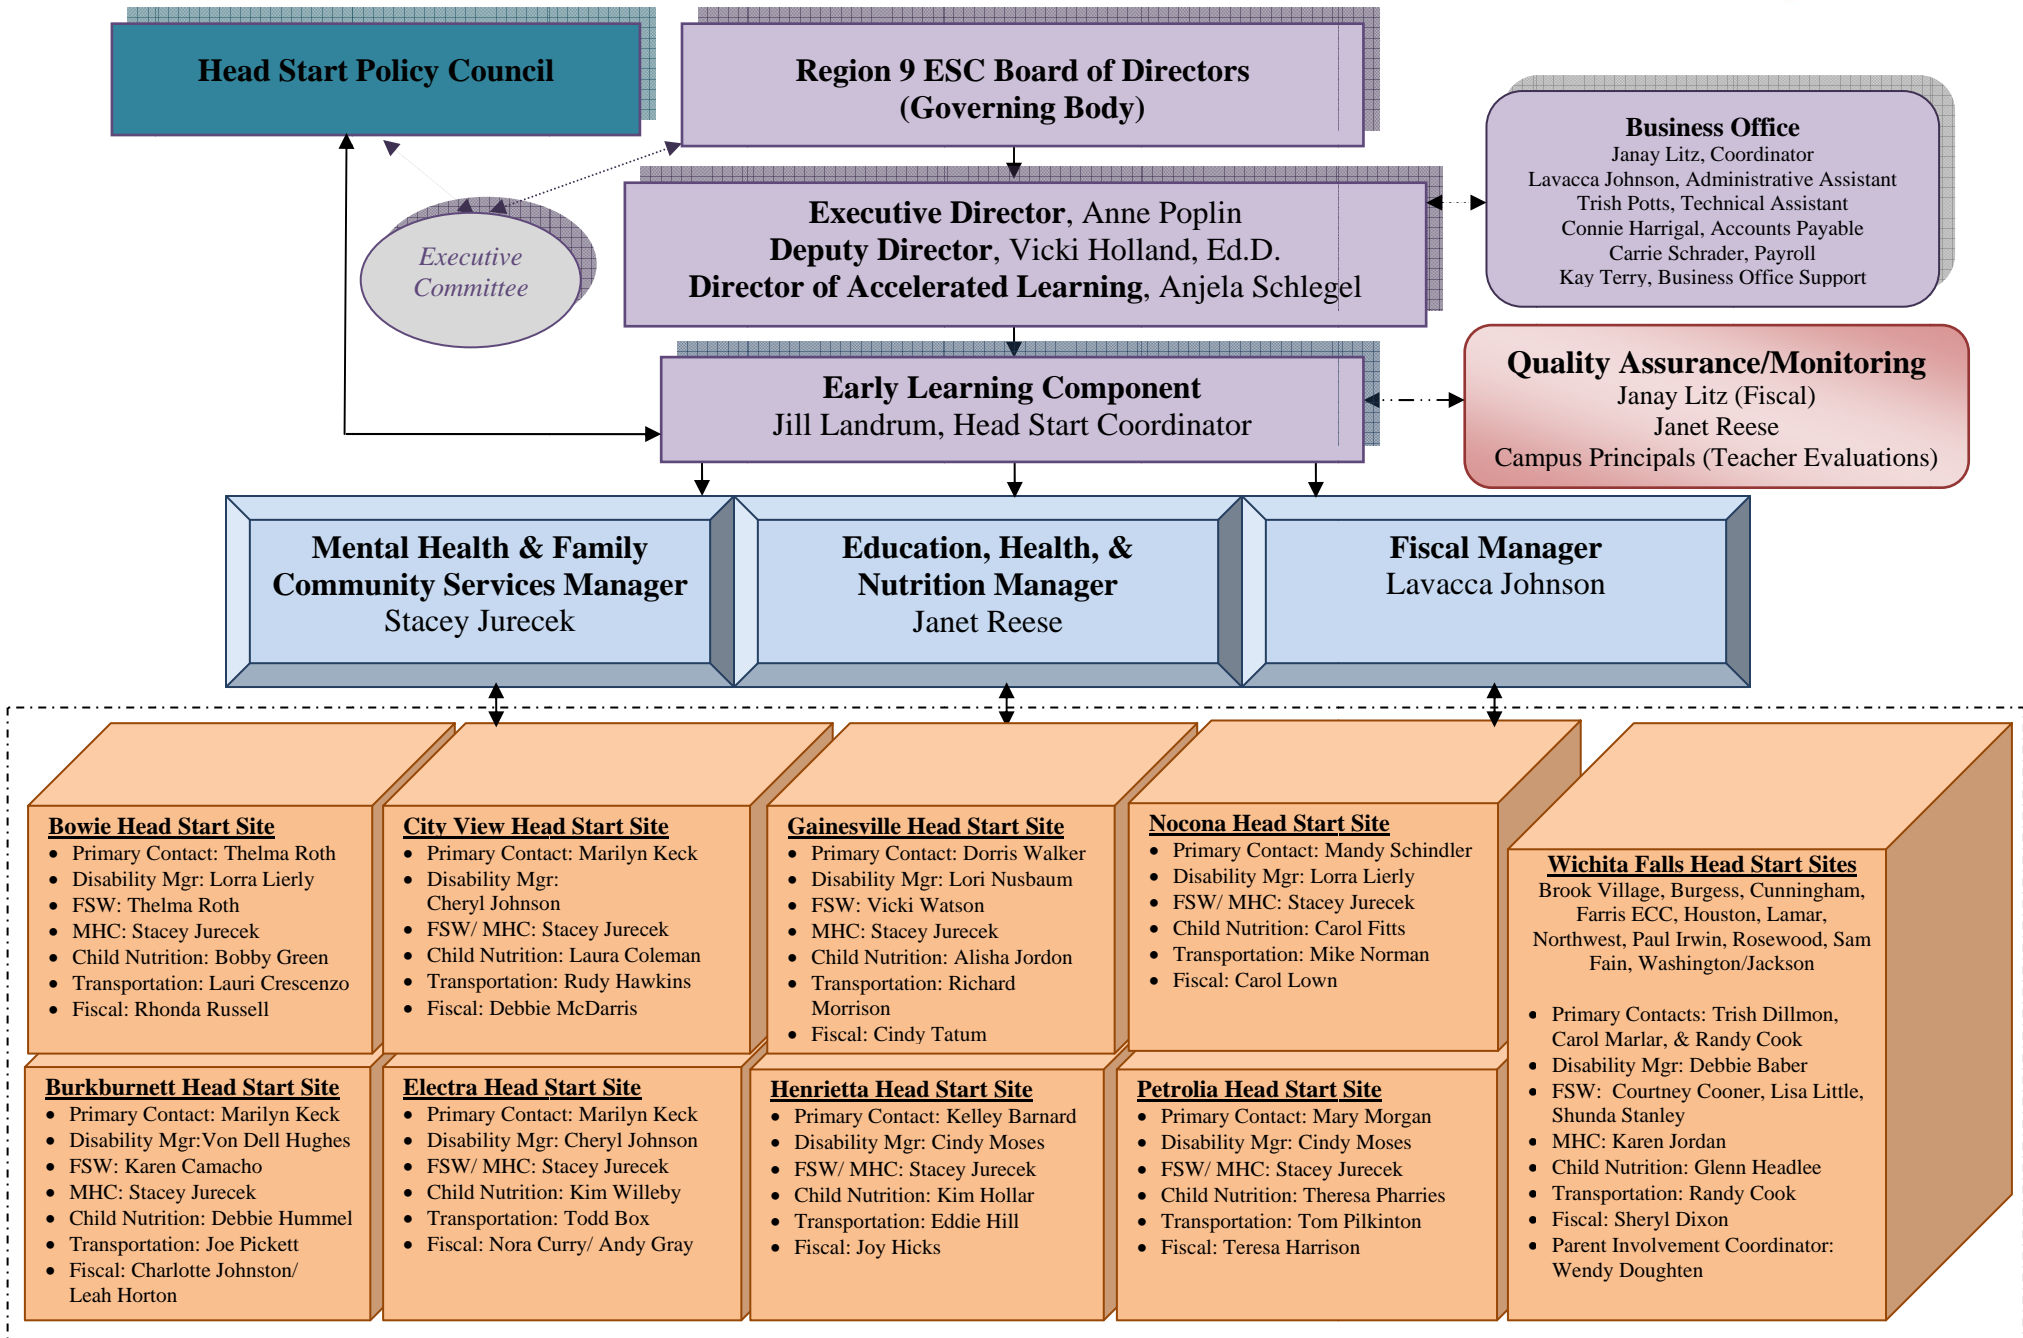 Head Start Policy Council
Region 9 ESC Board of Directors
(Governing Body)
Business Office
Janay Litz, Coordinator
Lavacca Johnson, Administrative Assistant
Trish Potts, Technical Assistant
Connie Harrigal, Accounts Payable
Carrie Schrader, Payroll
Kay Terry, Business Office Support
Executive Director, Anne Poplin
Deputy Director, Vicki Holland, Ed.D.
Director of Accelerated Learning, Anjela Schlegel
Executive
Committee
Early Learning Component
Jill Landrum, Head Start Coordinator
Quality Assurance/Monitoring
Janay Litz (Fiscal)
Janet Reese
Campus Principals (Teacher Evaluations)
Mental Health & Family
Community Services Manager
Stacey Jurecek
Education, Health, &
Nutrition Manager
Janet Reese
Fiscal Manager
Lavacca Johnson
Bowie Head Start Site
• Primary Contact: Thelma Roth
• Disability Mgr: Lorra Lierly
• FSW: Thelma Roth
• MHC: Stacey Jurecek
• Child Nutrition: Bobby Green
• Transportation: Lauri Crescenzo
• Fiscal: Rhonda Russell
City View Head Start Site
• Primary Contact: Marilyn Keck
• Disability Mgr:
Cheryl Johnson
• FSW/ MHC: Stacey Jurecek
• Child Nutrition: Laura Coleman
• Transportation: Rudy Hawkins
• Fiscal: Debbie McDarris
Gainesville Head Start Site
• Primary Contact: Dorris Walker
• Disability Mgr: Lori Nusbaum
• FSW: Vicki Watson
• MHC: Stacey Jurecek
• Child Nutrition: Alisha Jordon
• Transportation: Richard
Morrison
• Fiscal: Cindy Tatum
Nocona Head Start Site
• Primary Contact: Mandy Schindler
• Disability Mgr: Lorra Lierly
• FSW/ MHC: Stacey Jurecek
• Child Nutrition: Carol Fitts
• Transportation: Mike Norman
• Fiscal: Carol Lown
Wichita Falls Head Start Sites
Brook Village, Burgess, Cunningham,
Farris ECC, Houston, Lamar,
Northwest, Paul Irwin, Rosewood, Sam
Fain, Washington/Jackson
• Primary Contacts: Trish Dillmon,
Carol Marlar, & Randy Cook
• Disability Mgr: Debbie Baber
• FSW:  Courtney Cooner, Lisa Little,
Shunda Stanley
• MHC: Karen Jordan
• Child Nutrition: Glenn Headlee
• Transportation: Randy Cook
• Fiscal: Sheryl Dixon
• Parent Involvement Coordinator:
Wendy Doughten
Burkburnett Head Start Site
• Primary Contact: Marilyn Keck
• Disability Mgr:Von Dell Hughes
• FSW: Karen Camacho
• MHC: Stacey Jurecek
• Child Nutrition: Debbie Hummel
• Transportation: Joe Pickett
• Fiscal: Charlotte Johnston/
Leah Horton
Electra Head Start Site
• Primary Contact: Marilyn Keck
• Disability Mgr: Cheryl Johnson
• FSW/ MHC: Stacey Jurecek
• Child Nutrition: Kim Willeby
• Transportation: Todd Box
• Fiscal: Nora Curry/ Andy Gray
Henrietta Head Start Site
• Primary Contact: Kelley Barnard
• Disability Mgr: Cindy Moses
• FSW/ MHC: Stacey Jurecek
• Child Nutrition: Kim Hollar
• Transportation: Eddie Hill
• Fiscal: Joy Hicks
Petrolia Head Start Site
• Primary Contact: Mary Morgan
• Disability Mgr: Cindy Moses
• FSW/ MHC: Stacey Jurecek
• Child Nutrition: Theresa Pharries
• Transportation: Tom Pilkinton
• Fiscal: Teresa Harrison